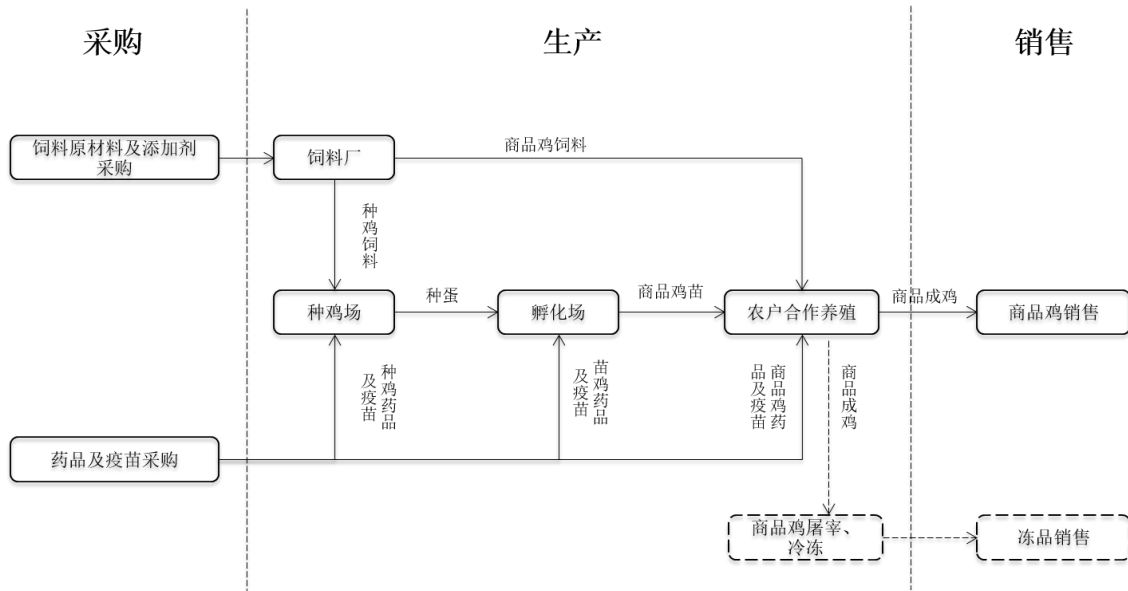 采购
生产
销售
饲料原材料及添加剂
采购
饲料厂
商品鸡饲料
种鸡饲料
种鸡场
种蛋
孵化场
商品鸡苗
农户合作养殖
商品成鸡
商品鸡销售
种鸡药品
及疫苗
苗鸡药品
及疫苗
商品鸡药
品及疫苗
商品成鸡
药品及疫苗采购
商品鸡屠宰、
冷冻
冻品销售